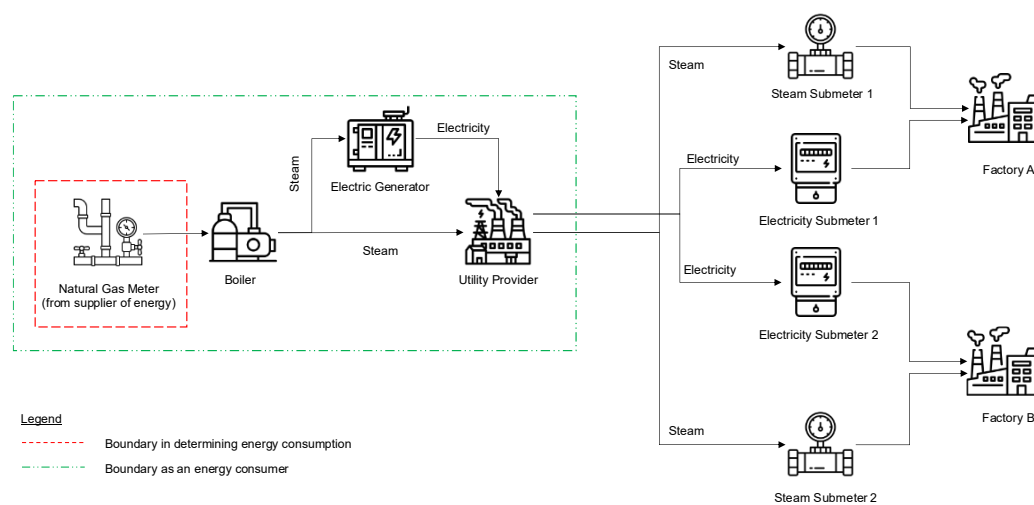 Steam
Steam Submeter 1
Factory A
Electricity
Electricity
Electric Generator
Steam
Electricity Submeter 1
Steam
Natural Gas Meter
(from supplier of energy)
Boiler
Utility Provider
Electricity
Electricity Submeter 2
Factory B
Steam
Steam Submeter 2
Legend
Boundary in determining energy consumption
Boundary as an energy consumer